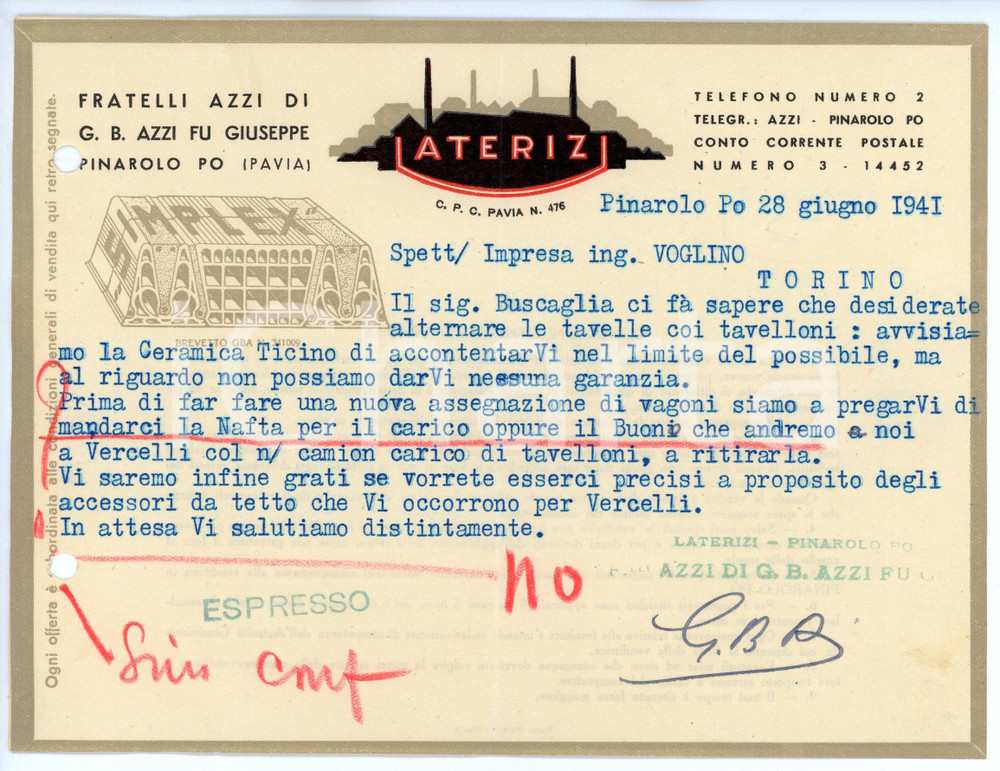 FRATELLI AZZI DI
G. B. AZZI FU GIUSEPPE
PINAROLO PO (PAVIA)
LATERIZI
C. P. C. PAVIA N. 476
TELEFONO NUMERO 2
TELEGR.: AZZI - PINAROLO PO
CONTO CORRENTE POSTALE
NUMERO 3 - 14452
"SIMPLEX"
BREVETTO GBA N. 341009
Pinarolo Po 28 giugno I94I
Spett/ Impresa ing. VOGLINO
TORINO
Il sig. Buscaglia ci fà sapere che desiderate
alternare le tavelle coi tavelloni : avvisia=
mo la Ceramica Ticino di accontentarVi nel limite del possibile, ma
al riguardo non possiamo darVi nessuna garanzia.
Prima di far fare una nuova assegnazione di vagoni siamo a pregarVi di
mandarci la Nafta per il carico oppure il Buoni che andremo a noi
a Vercelli col n/ camion carico di tavelloni, a ritirarla.
Vi saremo infine grati se vorrete esserci precisi a proposito degli
accessori da tetto che Vi occorrono per Vercelli.
In attesa Vi salutiamo distintamente.
LATERIZI - PINAROLO PO
F.lli AZZI DI G. B. AZZI FU G.
ESPRESSO
no
G.B.A
Ogni offerta è subordinata alle condizioni generali di vendita qui retro segnate.